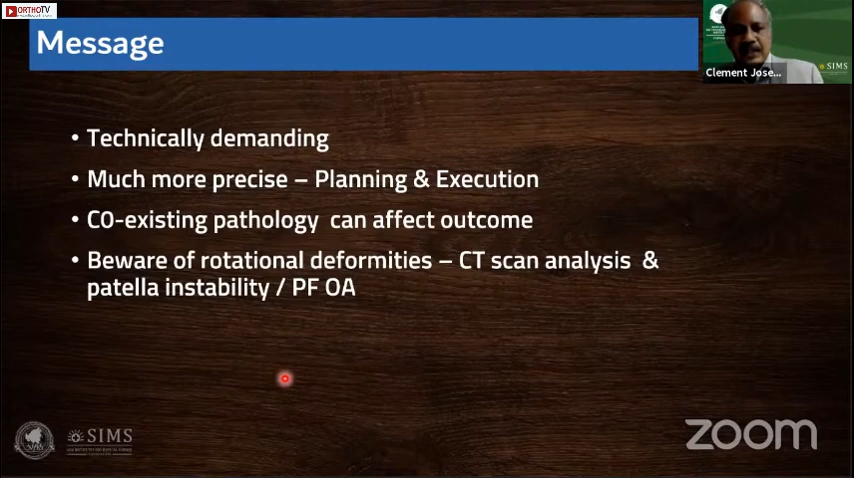 ORTHOTV
Message
Clement Jose...
SIMS
• Technically demanding
• Much more precise – Planning & Execution
• C0-existing pathology can affect outcome
• Beware of rotational deformities – CT scan analysis &
patella instability / PF OA
SIMS
zoom